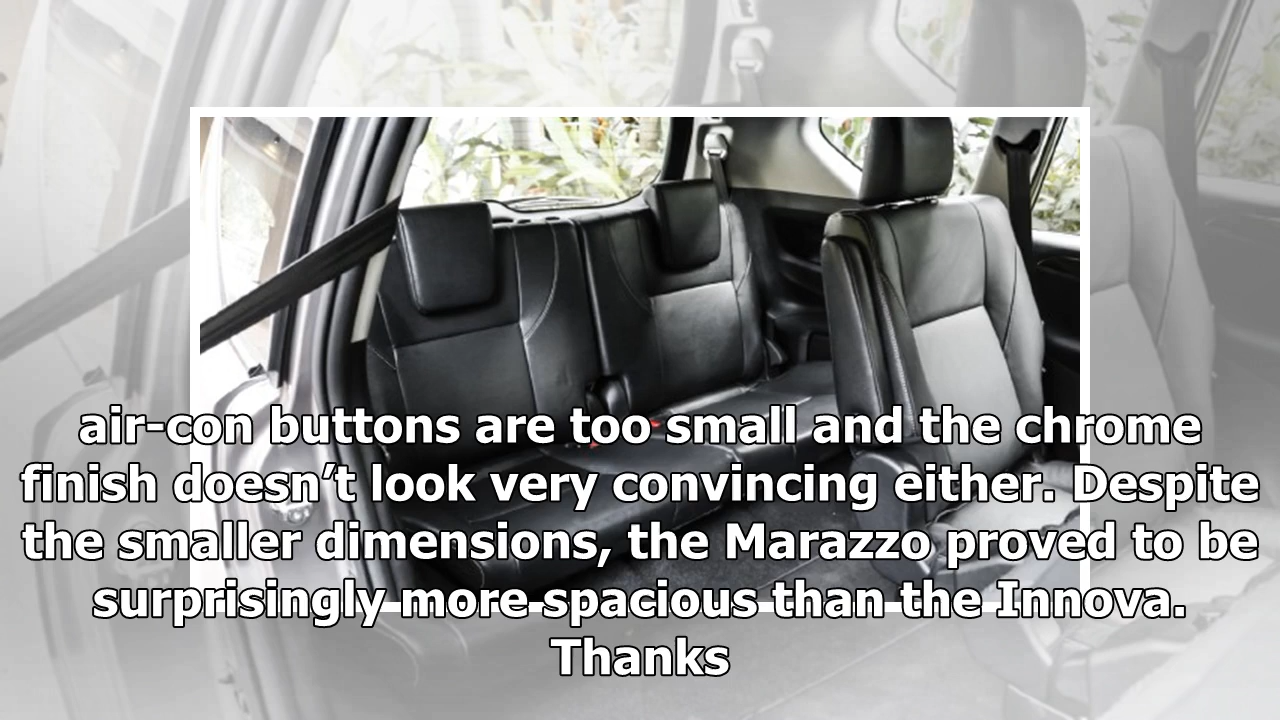 air-con buttons are too small and the chrome
finish doesn’t look very convincing either. Despite
the smaller dimensions, the Marazzo proved to be
surprisingly more spacious than the Innova.
Thanks